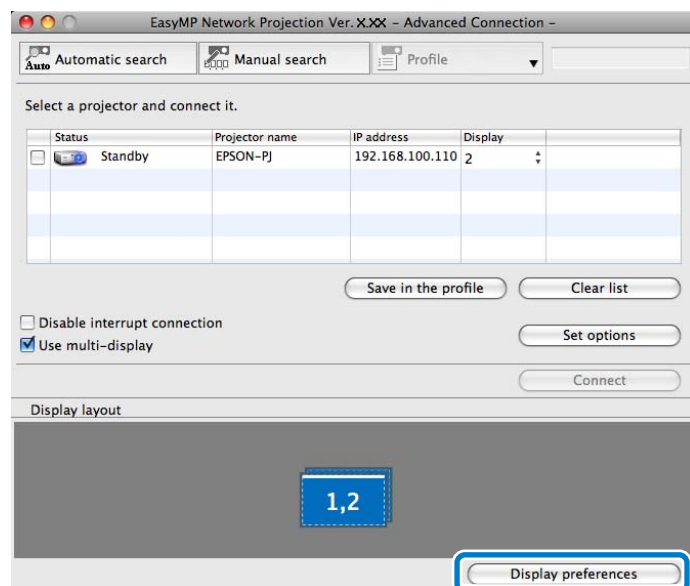 EasyMP Network Projection Ver. X.XX – Advanced Connection –
Auto Automatic search Manual search Profile
Select a projector and connect it.
Status Projector name IP address Display
Standby EPSON-PJ 192.168.100.110 2
Save in the profile Clear list
Disable interrupt connection
Set options
Use multi-display
Connect
Display layout
1,2
Display preferences